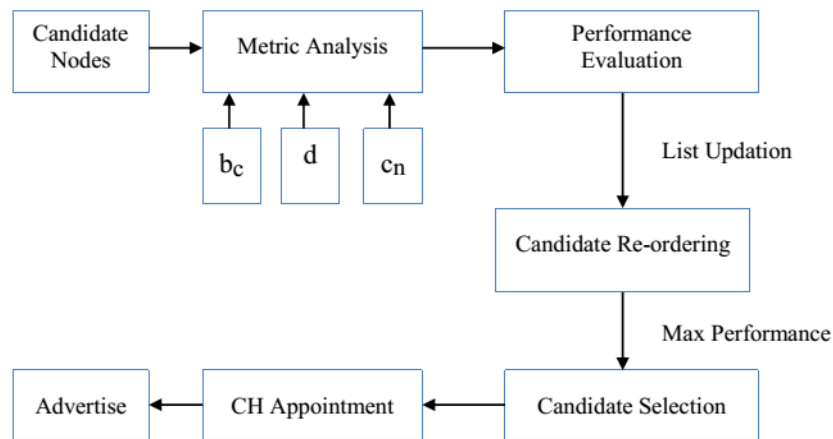 Candidate
Nodes
Metric Analysis
Performance
Evaluation
bc
d
cn
List Updation
Candidate Re-ordering
Max Performance
Advertise
CH Appointment
Candidate Selection